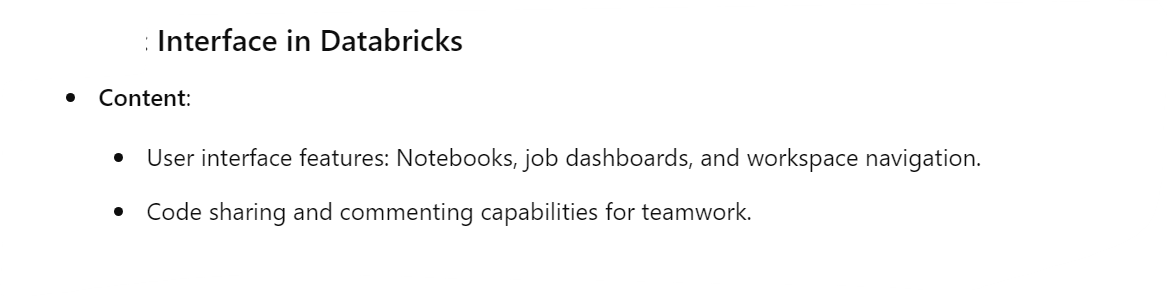 : Interface in Databricks
Content:
User interface features: Notebooks, job dashboards, and workspace navigation.
Code sharing and commenting capabilities for teamwork.